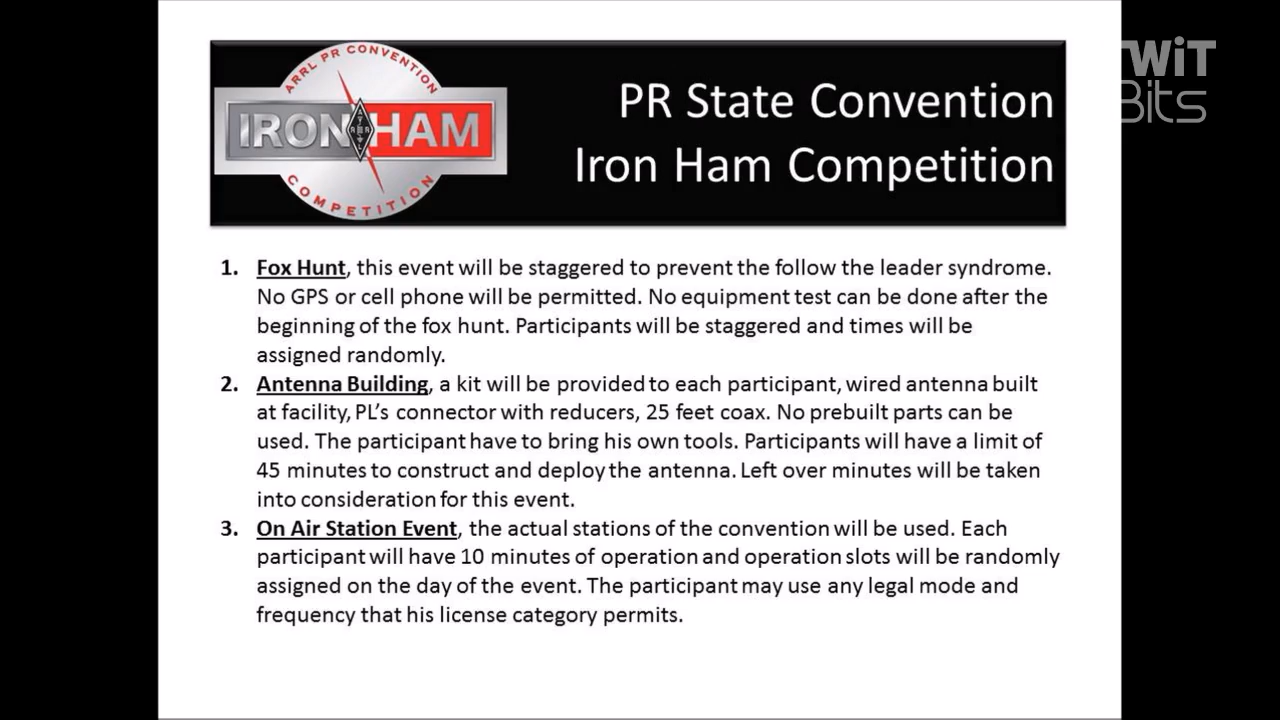 ARRL PR CONVENTION
IRON HAM
COMPETITION
PR State Convention
Iron Ham Competition
TWiT
Bits
1. Fox Hunt, this event will be staggered to prevent the follow the leader syndrome.
No GPS or cell phone will be permitted. No equipment test can be done after the
beginning of the fox hunt. Participants will be staggered and times will be
assigned randomly.
2. Antenna Building, a kit will be provided to each participant, wired antenna built
at facility, PL’s connector with reducers, 25 feet coax. No prebuilt parts can be
used. The participant have to bring his own tools. Participants will have a limit of
45 minutes to construct and deploy the antenna. Left over minutes will be taken
into consideration for this event.
3. On Air Station Event, the actual stations of the convention will be used. Each
participant will have 10 minutes of operation and operation slots will be randomly
assigned on the day of the event. The participant may use any legal mode and
frequency that his license category permits.